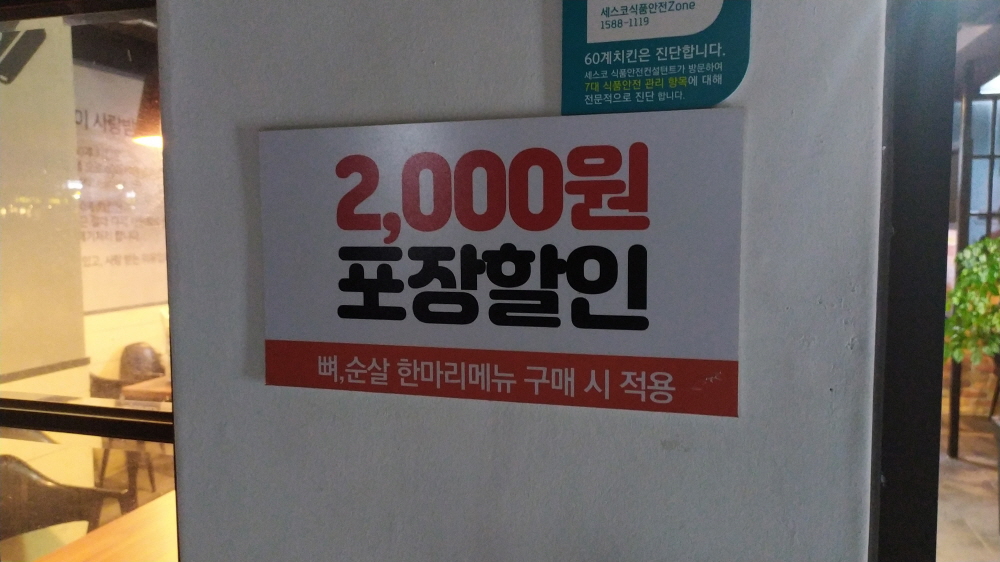 세스코식품안전Zone
1588-1119
60계치킨은 진단합니다.
세스코 식품안전컨설턴트가 방문하여
7대 식품안전 관리 항목에 대해
전문적으로 진단 합니다.
2,000원
포장할인
뼈,순살 한마리메뉴 구매 시 적용